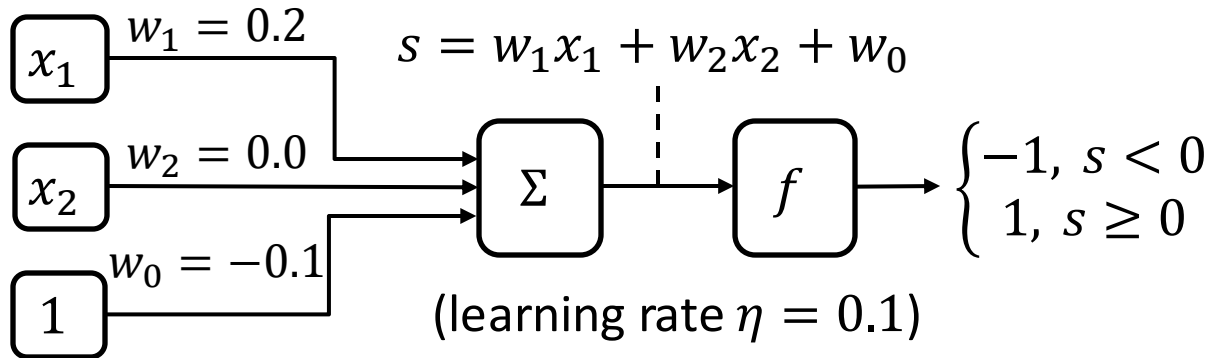 x₁
w₁ = 0.2
s = w₁x₁ + w₂x₂ + w₀
x₂
w₂ = 0.0
Σ
f
−1, s < 0
1, s ≥ 0
1
w₀ = −0.1
(learning rate η = 0.1)